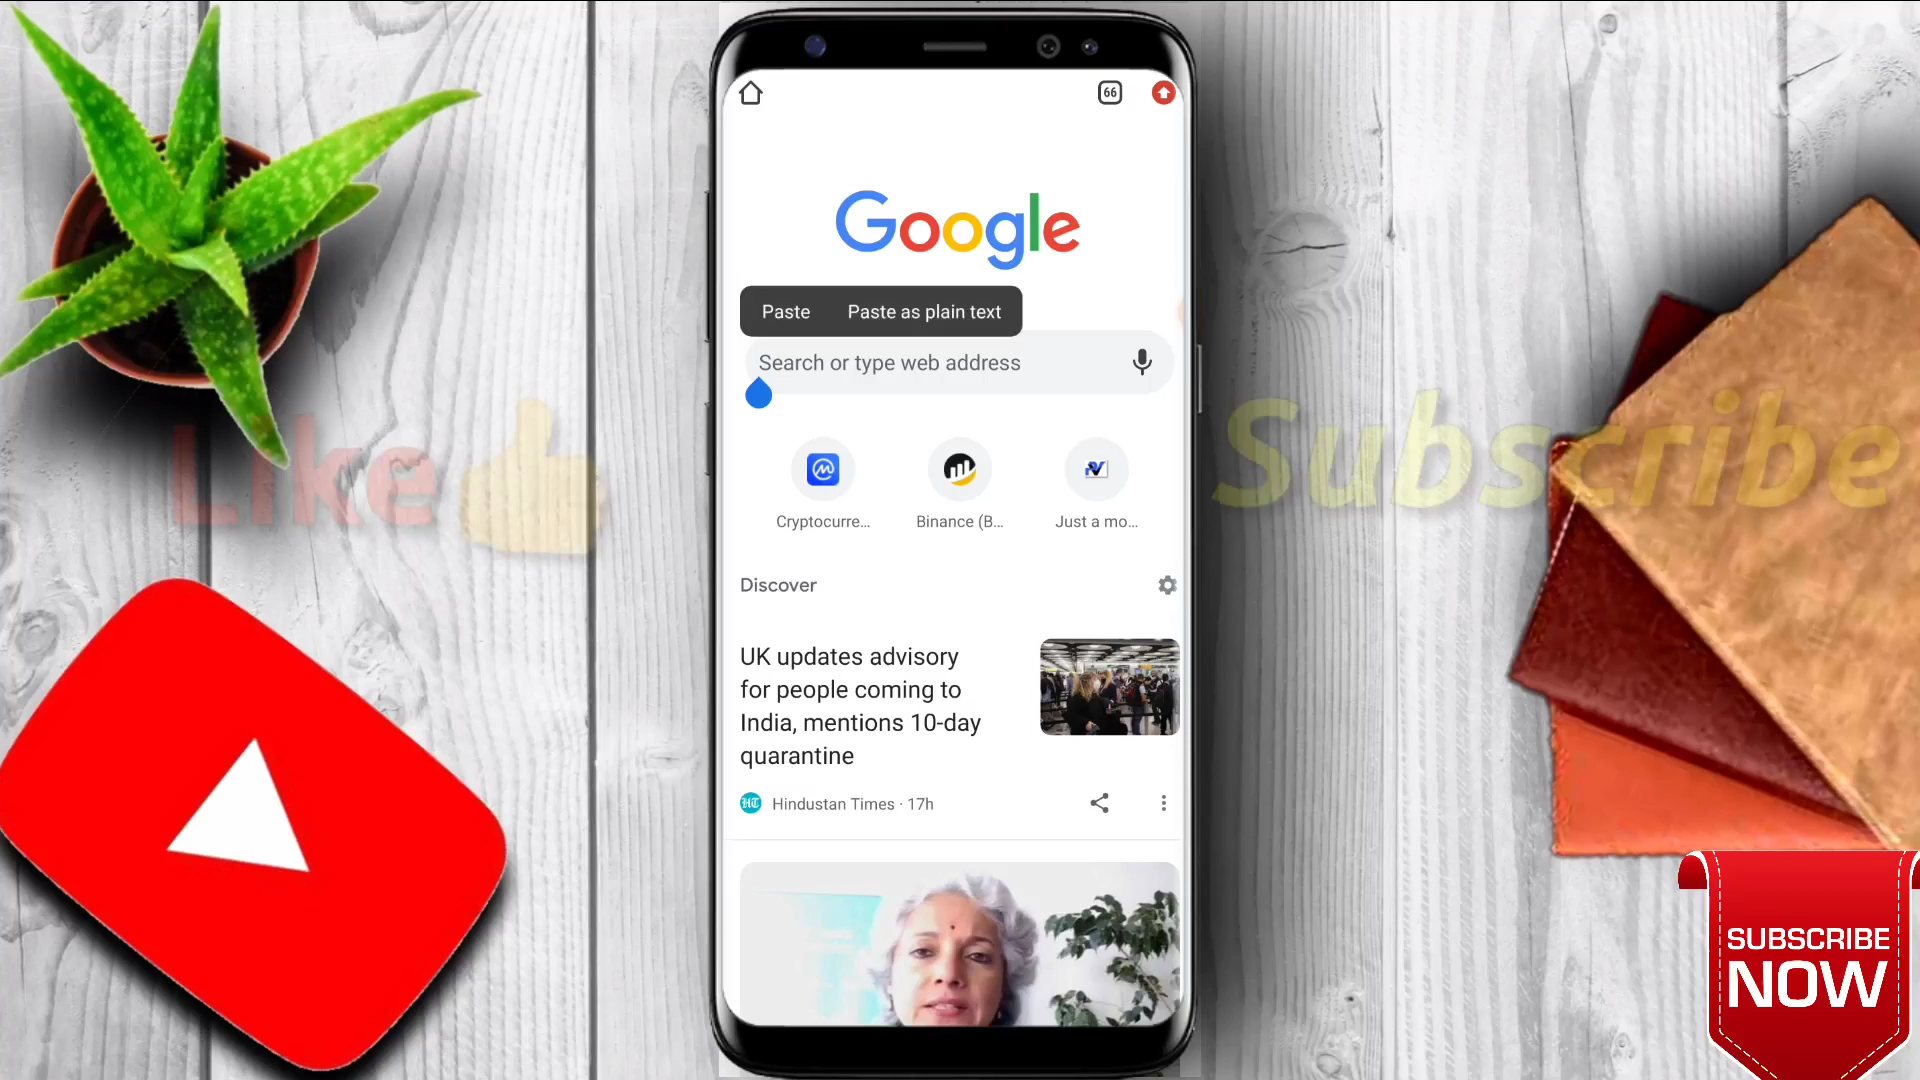 66
Google
Paste Paste as plain text
Search or type web address
Cryptocurre... Binance (B... Just a mo...
Like
Subscribe
Discover
UK updates advisory
for people coming to
India, mentions 10-day
quarantine
HT Hindustan Times · 17h
SUBSCRIBE
NOW